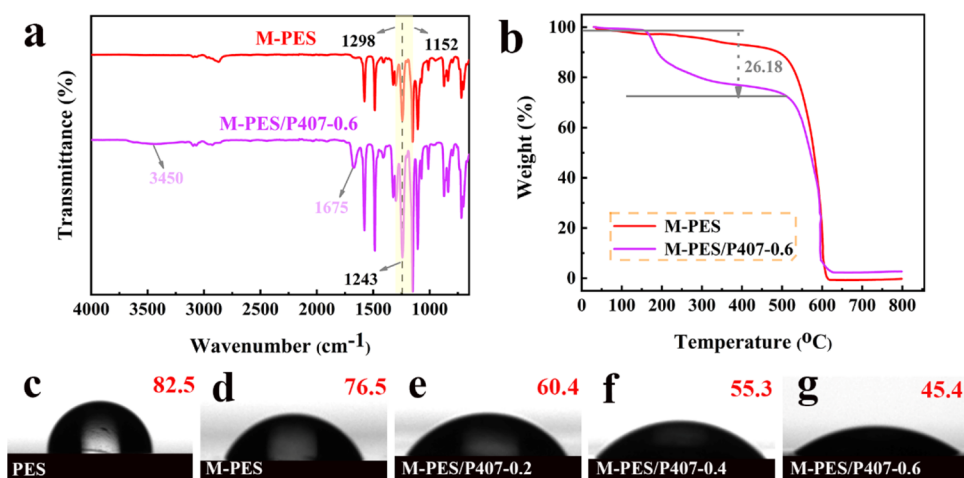 a
1298
1152
M-PES
M-PES/P407-0.6
3450
1675
1243
Transmittance (%)
4000 3500 3000 2500 2000 1500 1000
Wavenumber (cm⁻¹)
b
100
80
60
40
20
0
26.18
M-PES
M-PES/P407-0.6
Weight (%)
0 100 200 300 400 500 600 700 800
Temperature (ºC)
c
82.5
PES
d
76.5
M-PES
e
60.4
M-PES/P407-0.2
f
55.3
M-PES/P407-0.4
g
45.4
M-PES/P407-0.6